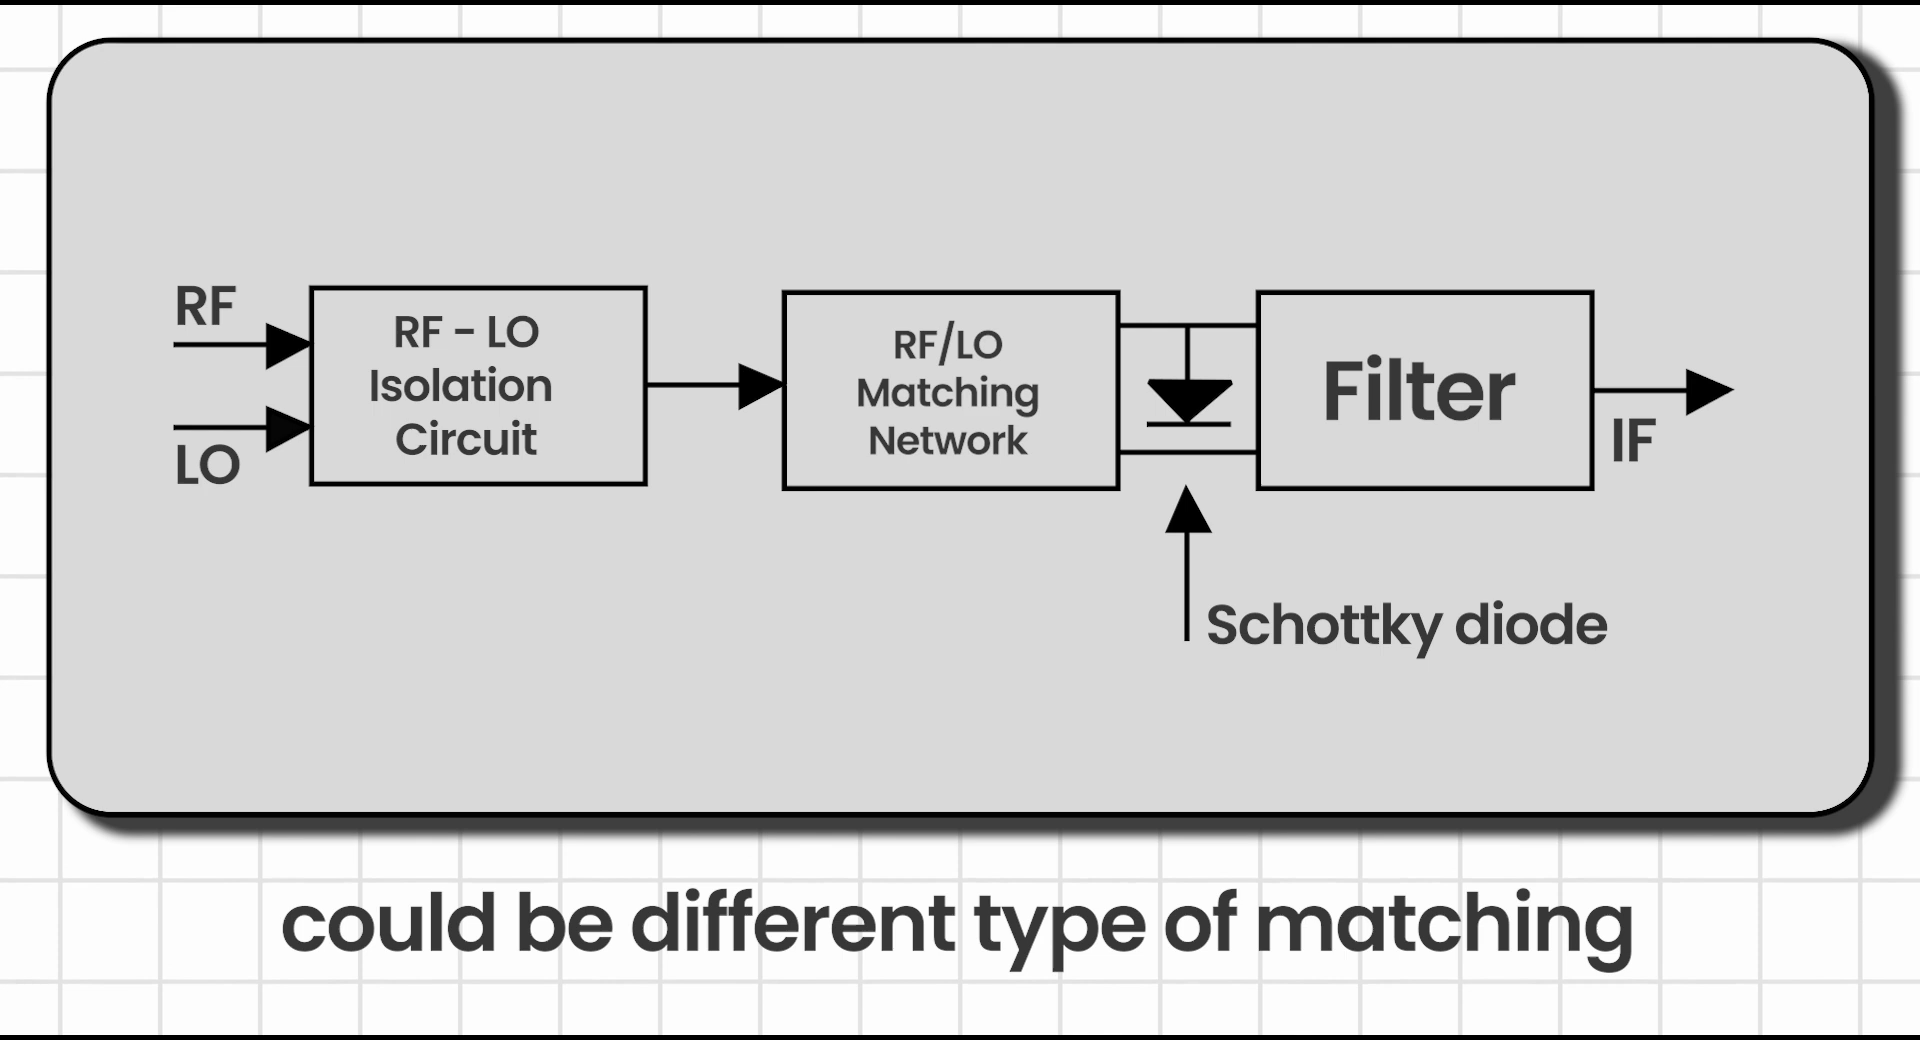 RF
LO
RF - LO
Isolation
Circuit
RF/LO
Matching
Network
Filter
IF
Schottky diode
could be different type of matching